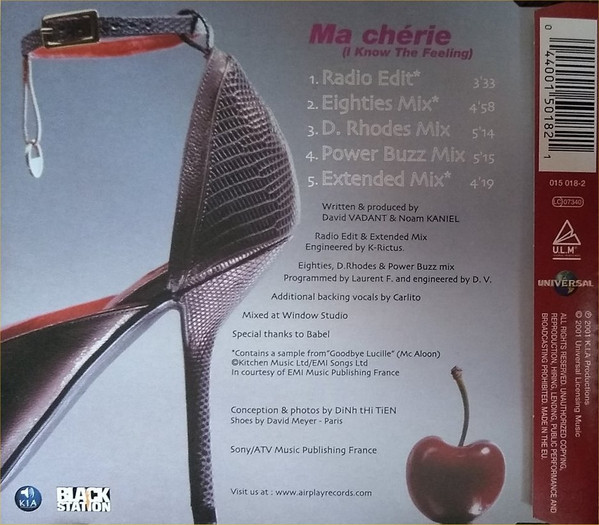 Ma chérie
(I Know The Feeling)
1. Radio Edit* 3'33
2. Eighties Mix* 4'58
3. D. Rhodes Mix 5'14
4. Power Buzz Mix 5'15
5. Extended Mix* 4'19
Written & produced by
David VADANT & Noam KANIEL
Radio Edit & Extended Mix
Engineered by K-Rictus.
Eighties, D.Rhodes & Power Buzz mix
Programmed by Laurent F. and engineered by D. V.
Additional backing vocals by Carlito
Mixed at Window Studio
Special thanks to Babel
*Contains a sample from "Goodbye Lucille" (Mc Aloon)
©Kitchen Music Ltd/EMI Songs Ltd
In courtesy of EMI Music Publishing France
Conception & photos by DiNh tHi TiEN
Shoes by David Meyer - Paris
Sony/ATV Music Publishing France
Visit us at : www.airplayrecords.com
KIA
BLACK
STATION
0 44001 50182 1
015 018-2
LC 07340
U.L.M
UNIVERSAL
℗ 2001 K.I.A Productions
© 2001 Universal Licensing Music
ALL RIGHTS RESERVED. UNAUTHORIZED COPYING,
REPRODUCTION, HIRING, LENDING, PUBLIC PERFORMANCE AND
BROADCASTING PROHIBITED. MADE IN THE EU.